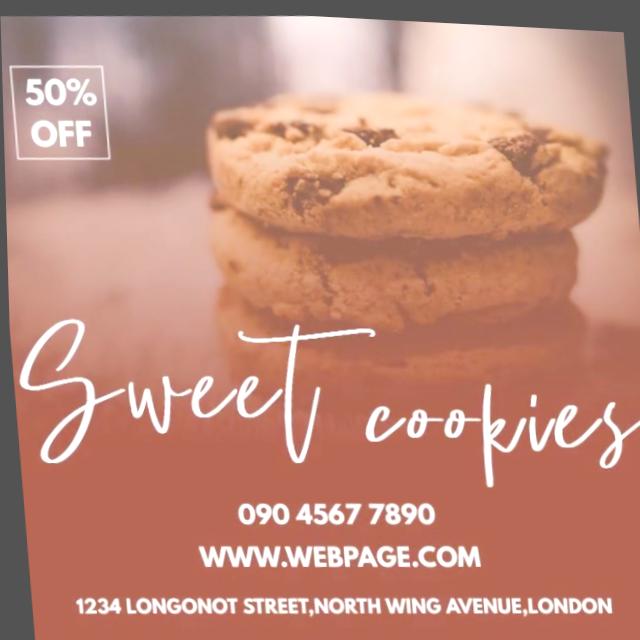 50%
OFF
Sweet cookies
090 4567 7890
WWW.WEBPAGE.COM
1234 LONGONOT STREET,NORTH WING AVENUE,LONDON